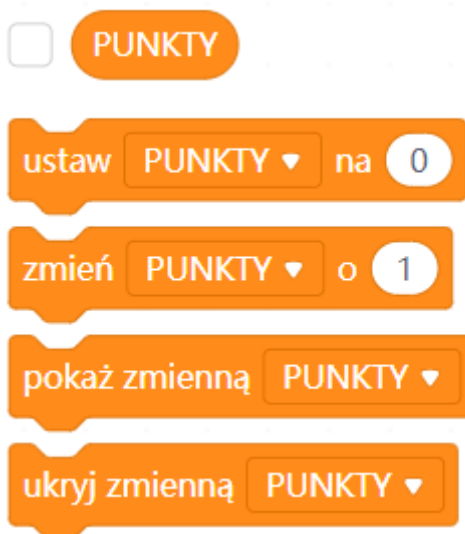 PUNKTY
ustaw PUNKTY na 0
zmień PUNKTY o 1
pokaż zmienną PUNKTY
ukryj zmienną PUNKTY